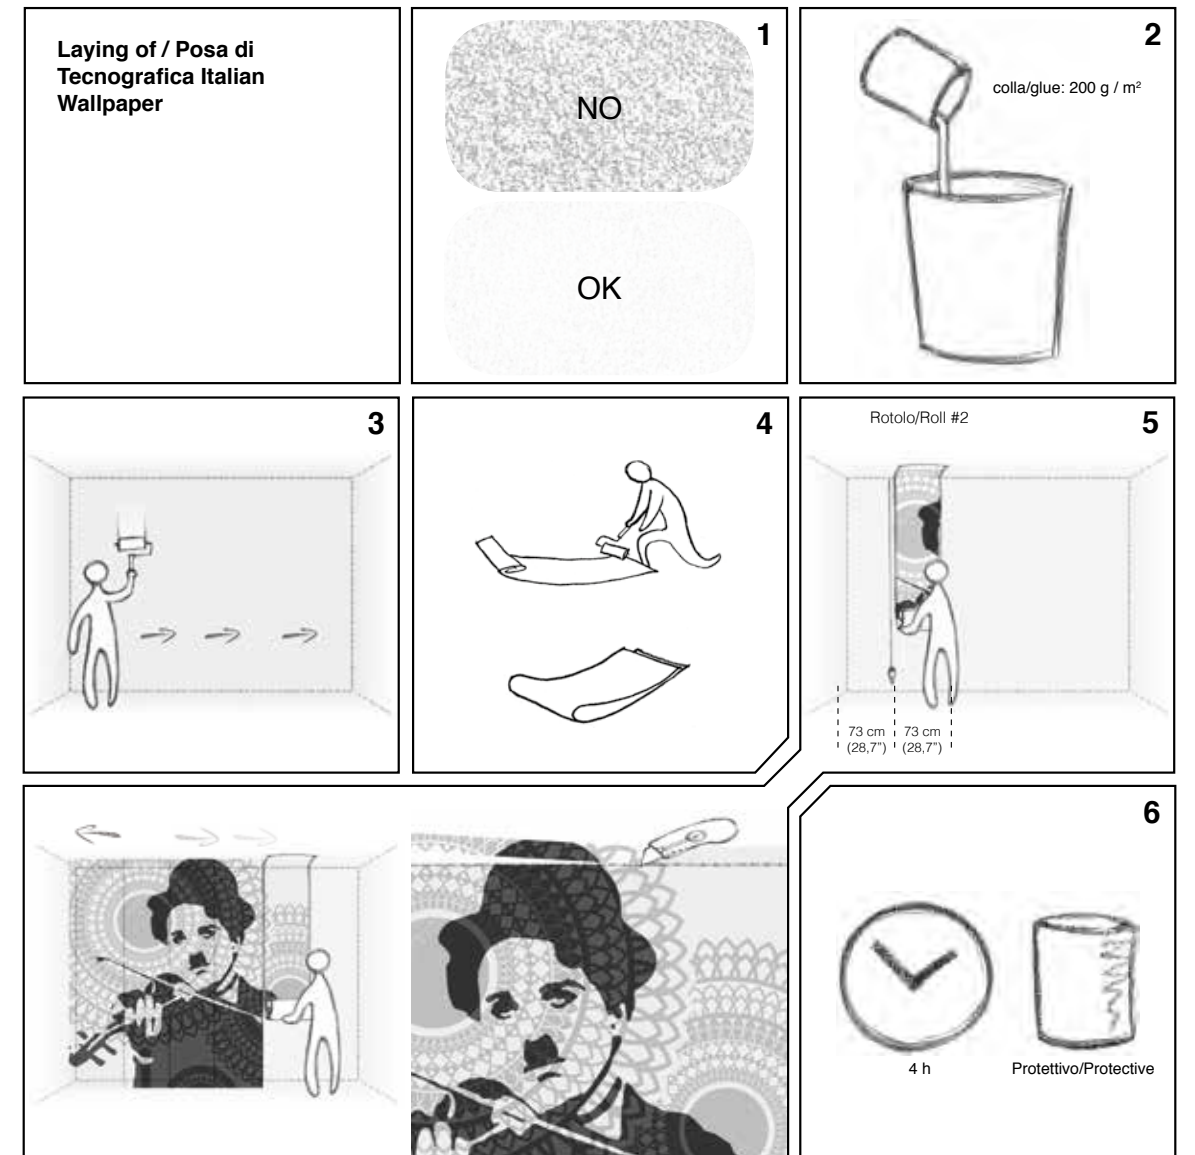 Laying of / Posa di
Tecnografica Italian
Wallpaper
1
NO
OK
2
colla/glue: 200 g / m²
3
4
5
Rotolo/Roll #2
73 cm
(28,7")
73 cm
(28,7")
6
4 h
Protettivo/Protective